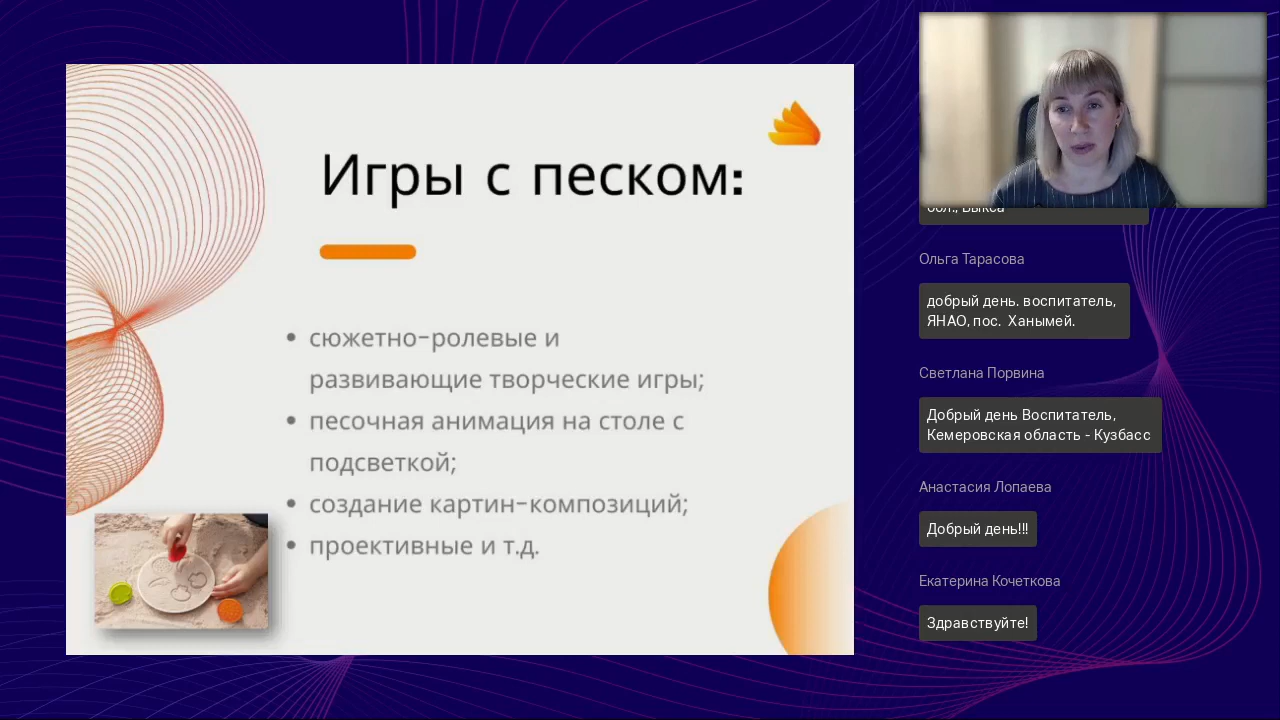 Игры с песком:
сюжетно-ролевые и
развивающие творческие игры;
песочная анимация на столе с
подсветкой;
создание картин-композиций;
проективные и т.д.
обл., Выкса
Ольга Тарасова
добрый день. воспитатель,
ЯНАО, пос. Ханымей.
Светлана Порвина
Добрый день Воспитатель,
Кемеровская область - Кузбасс
Анастасия Лопаева
Добрый день!!!
Екатерина Кочеткова
Здравствуйте!